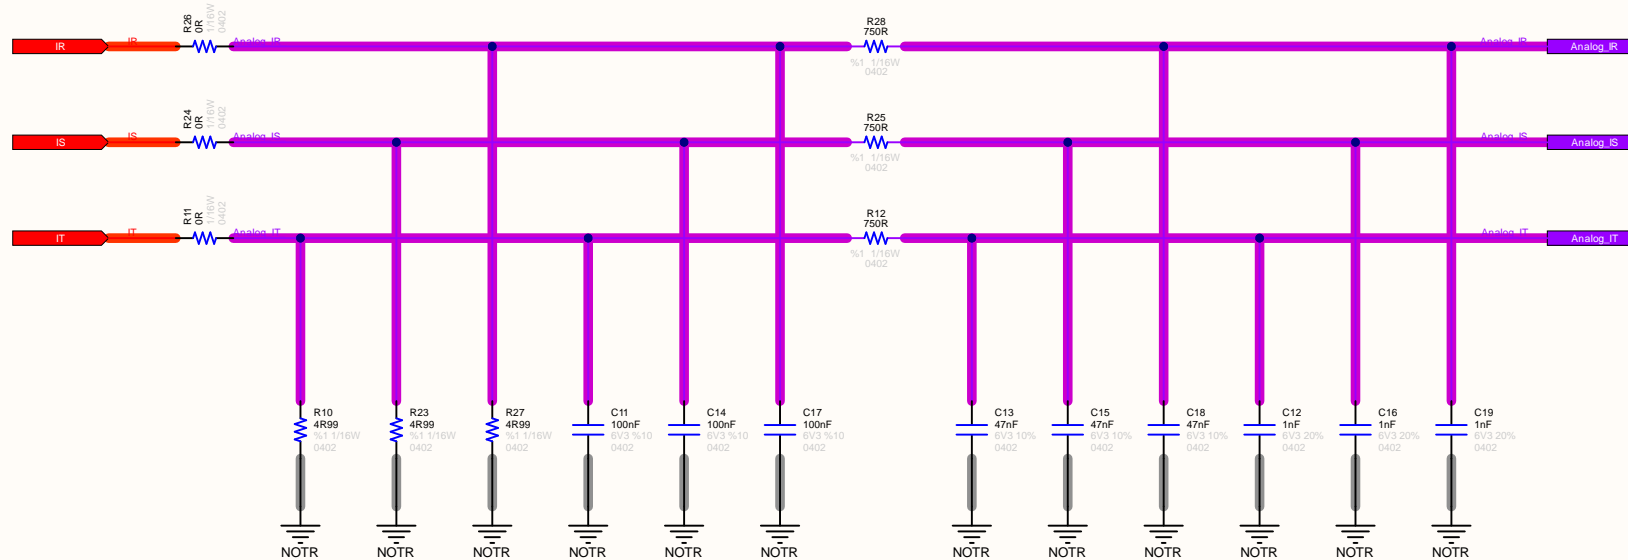 IR
IR
R26
0R
1/16W
0402
Analog_IR
R28
750R
%1 1/16W
0402
Analog_IR
Analog_IR
IS
IS
R24
0R
1/16W
0402
Analog_IS
R25
750R
%1 1/16W
0402
Analog_IS
Analog_IS
IT
IT
R11
0R
1/16W
0402
Analog_IT
R12
750R
%1 1/16W
0402
Analog_IT
Analog_IT
R10
4R99
%1 1/16W
0402
R23
4R99
%1 1/16W
0402
R27
4R99
%1 1/16W
0402
C11
100nF
6V3 %10
0402
C14
100nF
6V3 %10
0402
C17
100nF
6V3 %10
0402
C13
47nF
6V3 10%
0402
C15
47nF
6V3 10%
0402
C18
47nF
6V3 10%
0402
C12
1nF
6V3 20%
0402
C16
1nF
6V3 20%
0402
C19
1nF
6V3 20%
0402
NOTR
NOTR
NOTR
NOTR
NOTR
NOTR
NOTR
NOTR
NOTR
NOTR
NOTR
NOTR